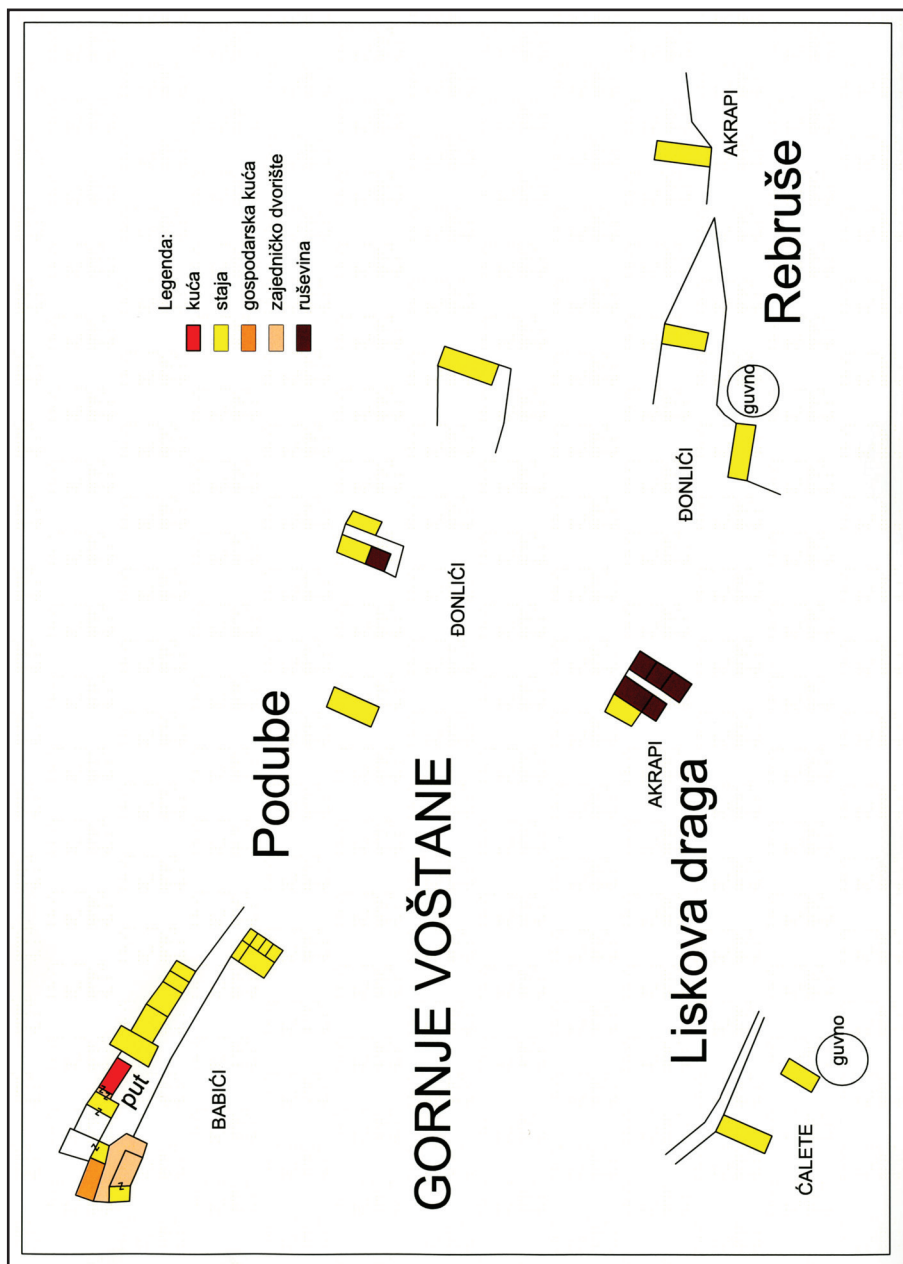 Legenda:
kuća
staja
gospodarska kuća
zajedničko dvorište
ruševina
put
BABIĆI
Podube
ĐONLIĆI
GORNJE VOŠTANE
AKRAPI
Rebruše
ĐONLIĆI
guvno
AKRAPI
Liskova draga
ĆALETE
guvno
z
z
z
z
z